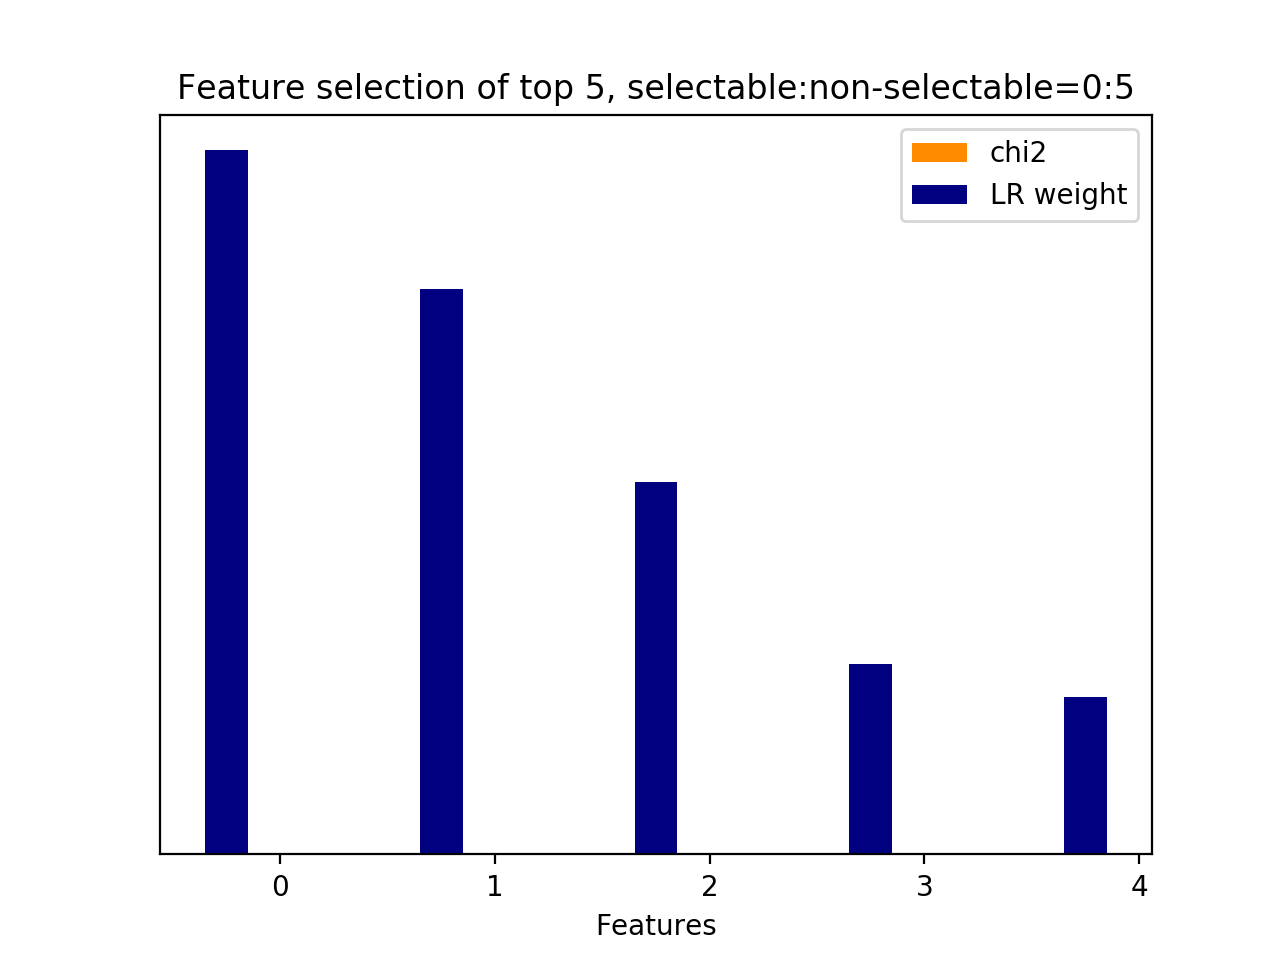 Feature selection of top 5, selectable:non-selectable=0:5
chi2
LR weight
0 1 2 3 4
Features